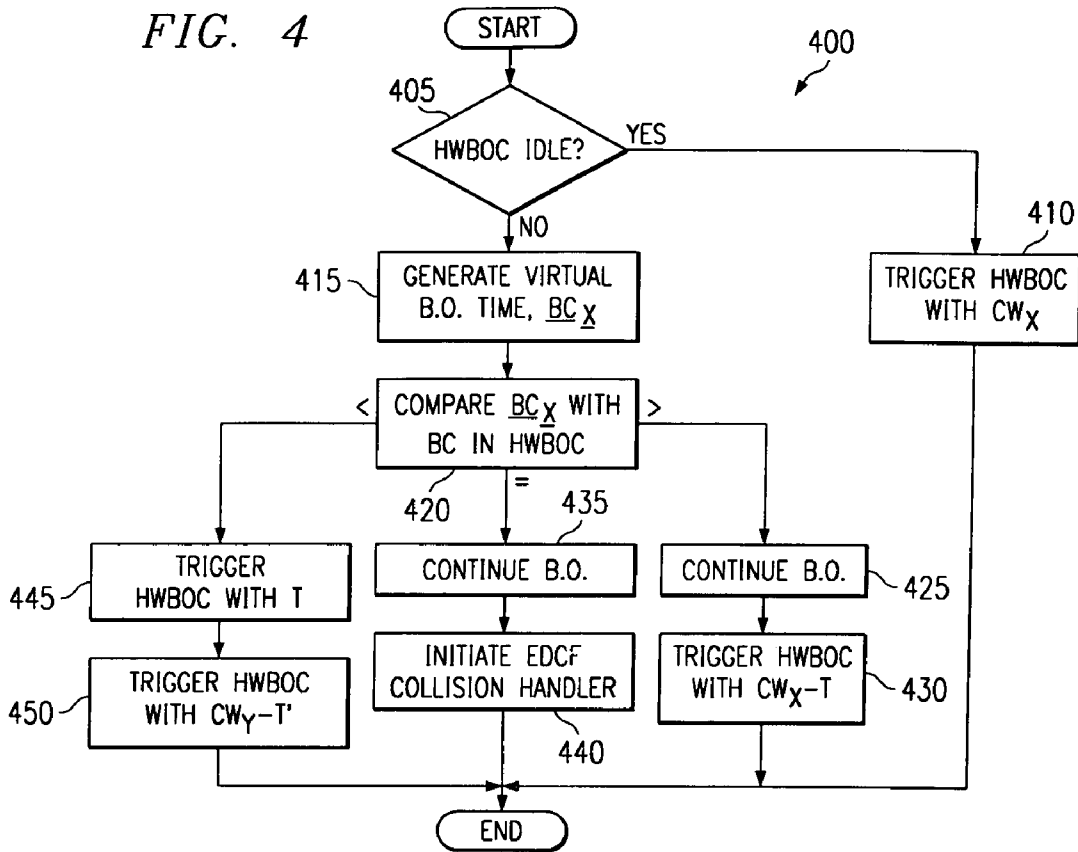 FIG. 4
START
400
405
HWBOC IDLE?
YES
NO
410
TRIGGER HWBOC
WITH CWX
415
GENERATE VIRTUAL
B.O. TIME, BCX
<
COMPARE BCX WITH
BC IN HWBOC
>
=
420
435
445
TRIGGER
HWBOC WITH T
CONTINUE B.O.
CONTINUE B.O.
425
450
TRIGGER HWBOC
WITH CWY-T'
INITIATE EDCF
COLLISION HANDLER
440
TRIGGER HWBOC
WITH CWX-T
430
END